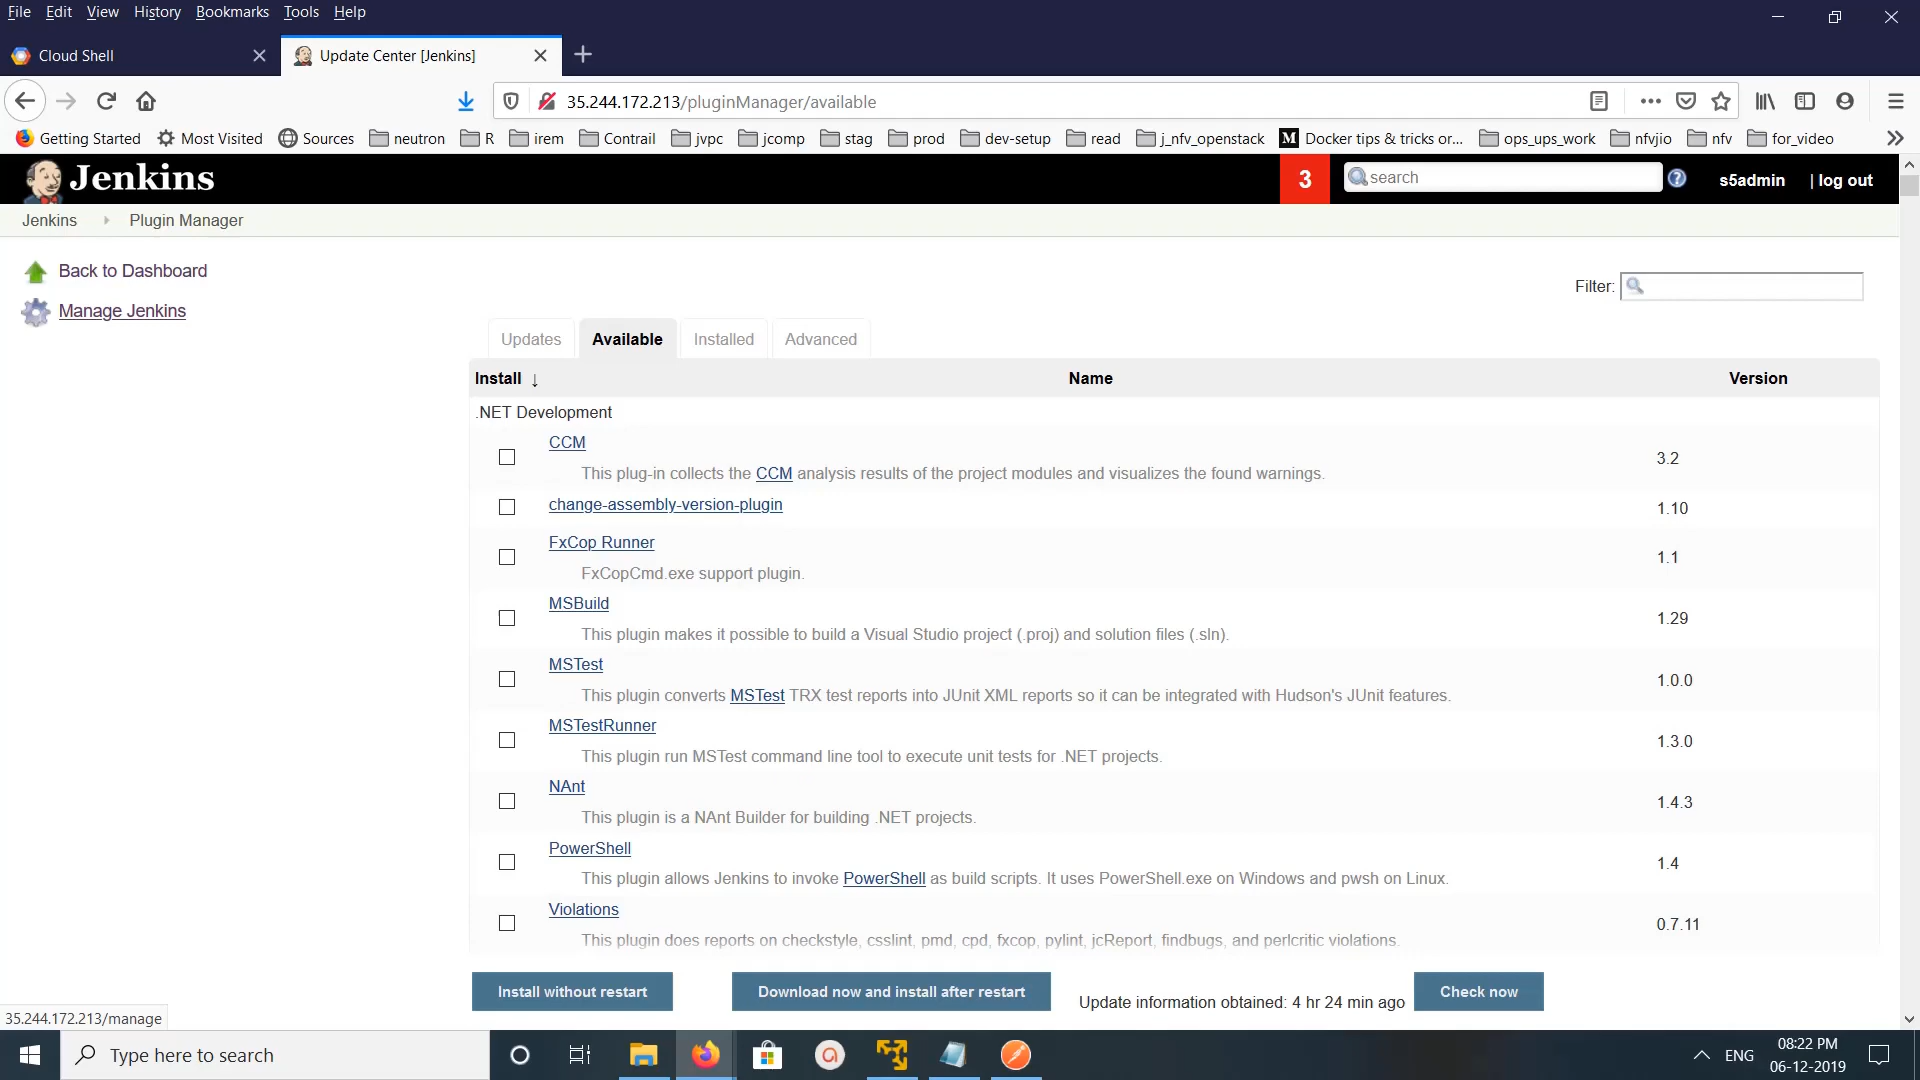 File Edit View History Bookmarks Tools Help
Cloud Shell
Update Center [Jenkins]
35.244.172.213/pluginManager/available
Getting Started Most Visited Sources neutron R irem Contrail jvpc jcomp stag prod dev-setup read j_nfv_openstack M Docker tips & tricks or... ops_ups_work nfvjio nfv for_video
Jenkins
3
search
s5admin | log out
Jenkins Plugin Manager
Back to Dashboard
Manage Jenkins
Filter:
Updates Available Installed Advanced
Install ↓ Name Version
.NET Development
CCM
This plug-in collects the CCM analysis results of the project modules and visualizes the found warnings.
3.2
change-assembly-version-plugin
1.10
FxCop Runner
FxCopCmd.exe support plugin.
1.1
MSBuild
This plugin makes it possible to build a Visual Studio project (.proj) and solution files (.sln).
1.29
MSTest
This plugin converts MSTest TRX test reports into JUnit XML reports so it can be integrated with Hudson's JUnit features.
1.0.0
MSTestRunner
This plugin run MSTest command line tool to execute unit tests for .NET projects.
1.3.0
NAnt
This plugin is a NAnt Builder for building .NET projects.
1.4.3
PowerShell
This plugin allows Jenkins to invoke PowerShell as build scripts. It uses PowerShell.exe on Windows and pwsh on Linux.
1.4
Violations
This plugin does reports on checkstyle, csslint, pmd, cpd, fxcop, pylint, jcReport, findbugs, and perlcritic violations.
0.7.11
Install without restart
Download now and install after restart
Update information obtained: 4 hr 24 min ago
Check now
35.244.172.213/manage
Type here to search
ENG
08:22 PM
06-12-2019